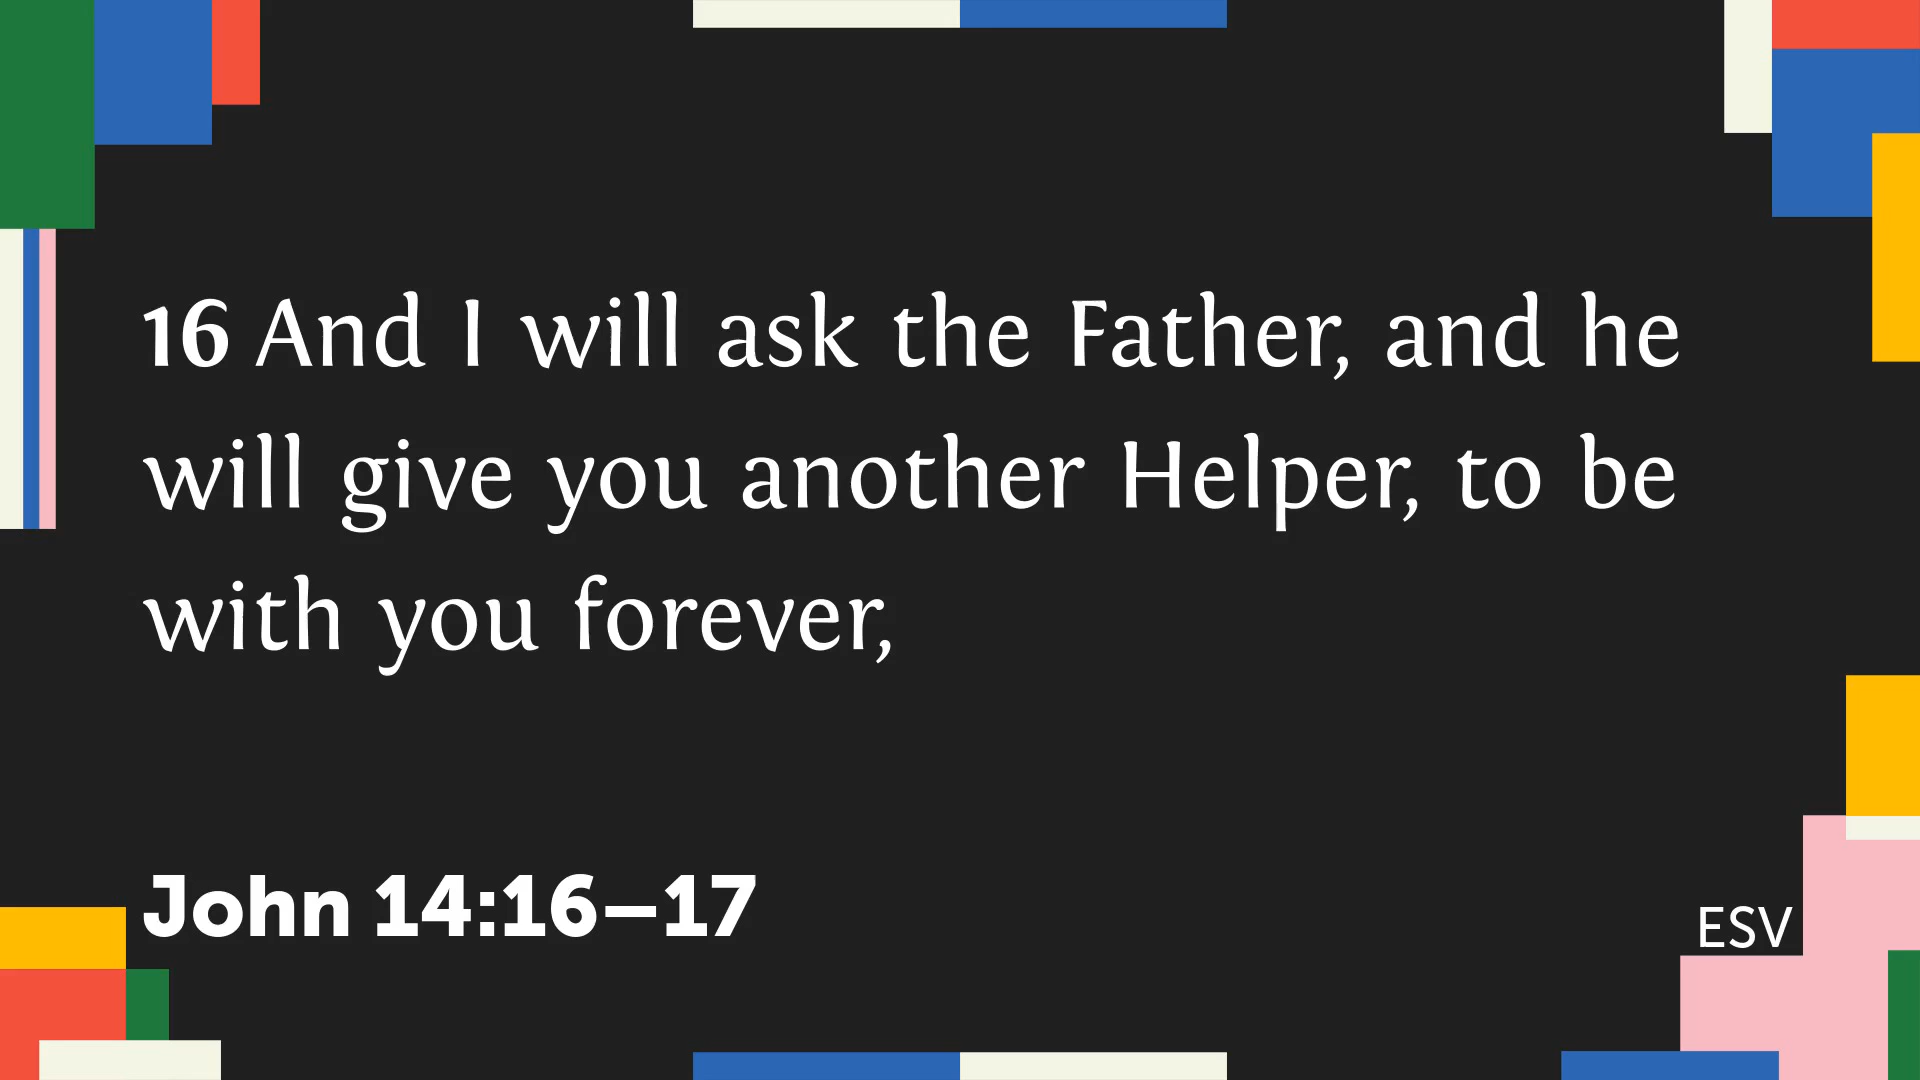 16 And I will ask the Father, and he
will give you another Helper, to be
with you forever,
John 14:16–17
ESV